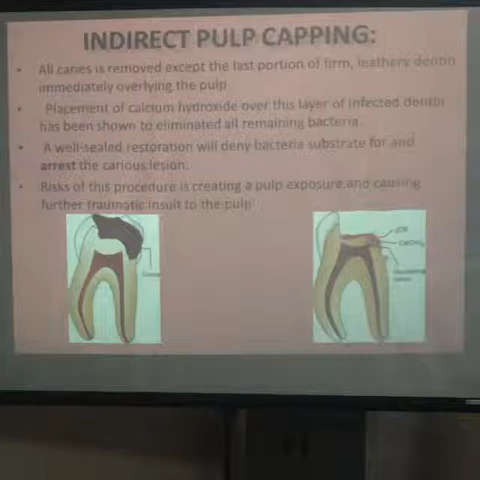 INDIRECT PULP CAPPING:
• All caries is removed except the last portion of firm, leathery dentin
immediately overlying the pulp
• Placement of calcium hydroxide over this layer of infected dentin
has been shown to eliminated all remaining bacteria.
• A well-sealed restoration will deny bacteria substrate for and
arrest the carious lesion.
• Risks of this procedure is creating a pulp exposure and causing
further traumatic insult to the pulp